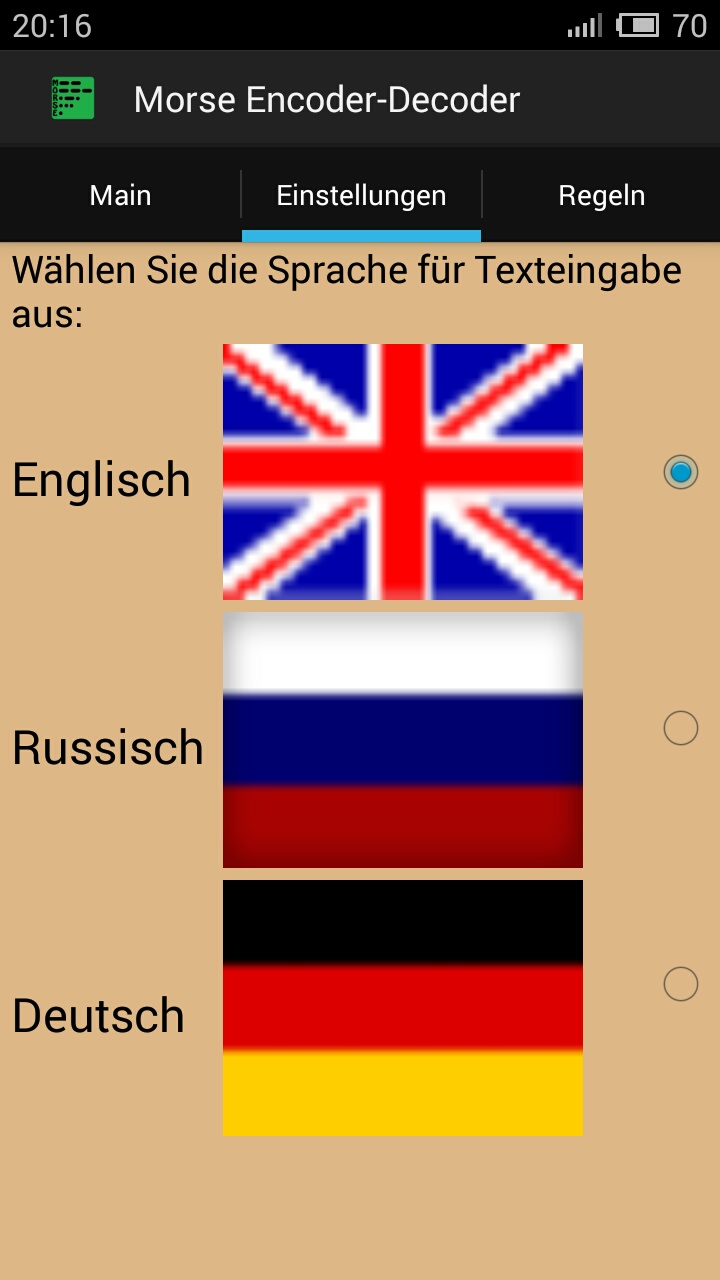 20:16
70
Morse Encoder-Decoder
Main
Einstellungen
Regeln
Wählen Sie die Sprache für Texteingabe
aus:
Englisch
Russisch
Deutsch